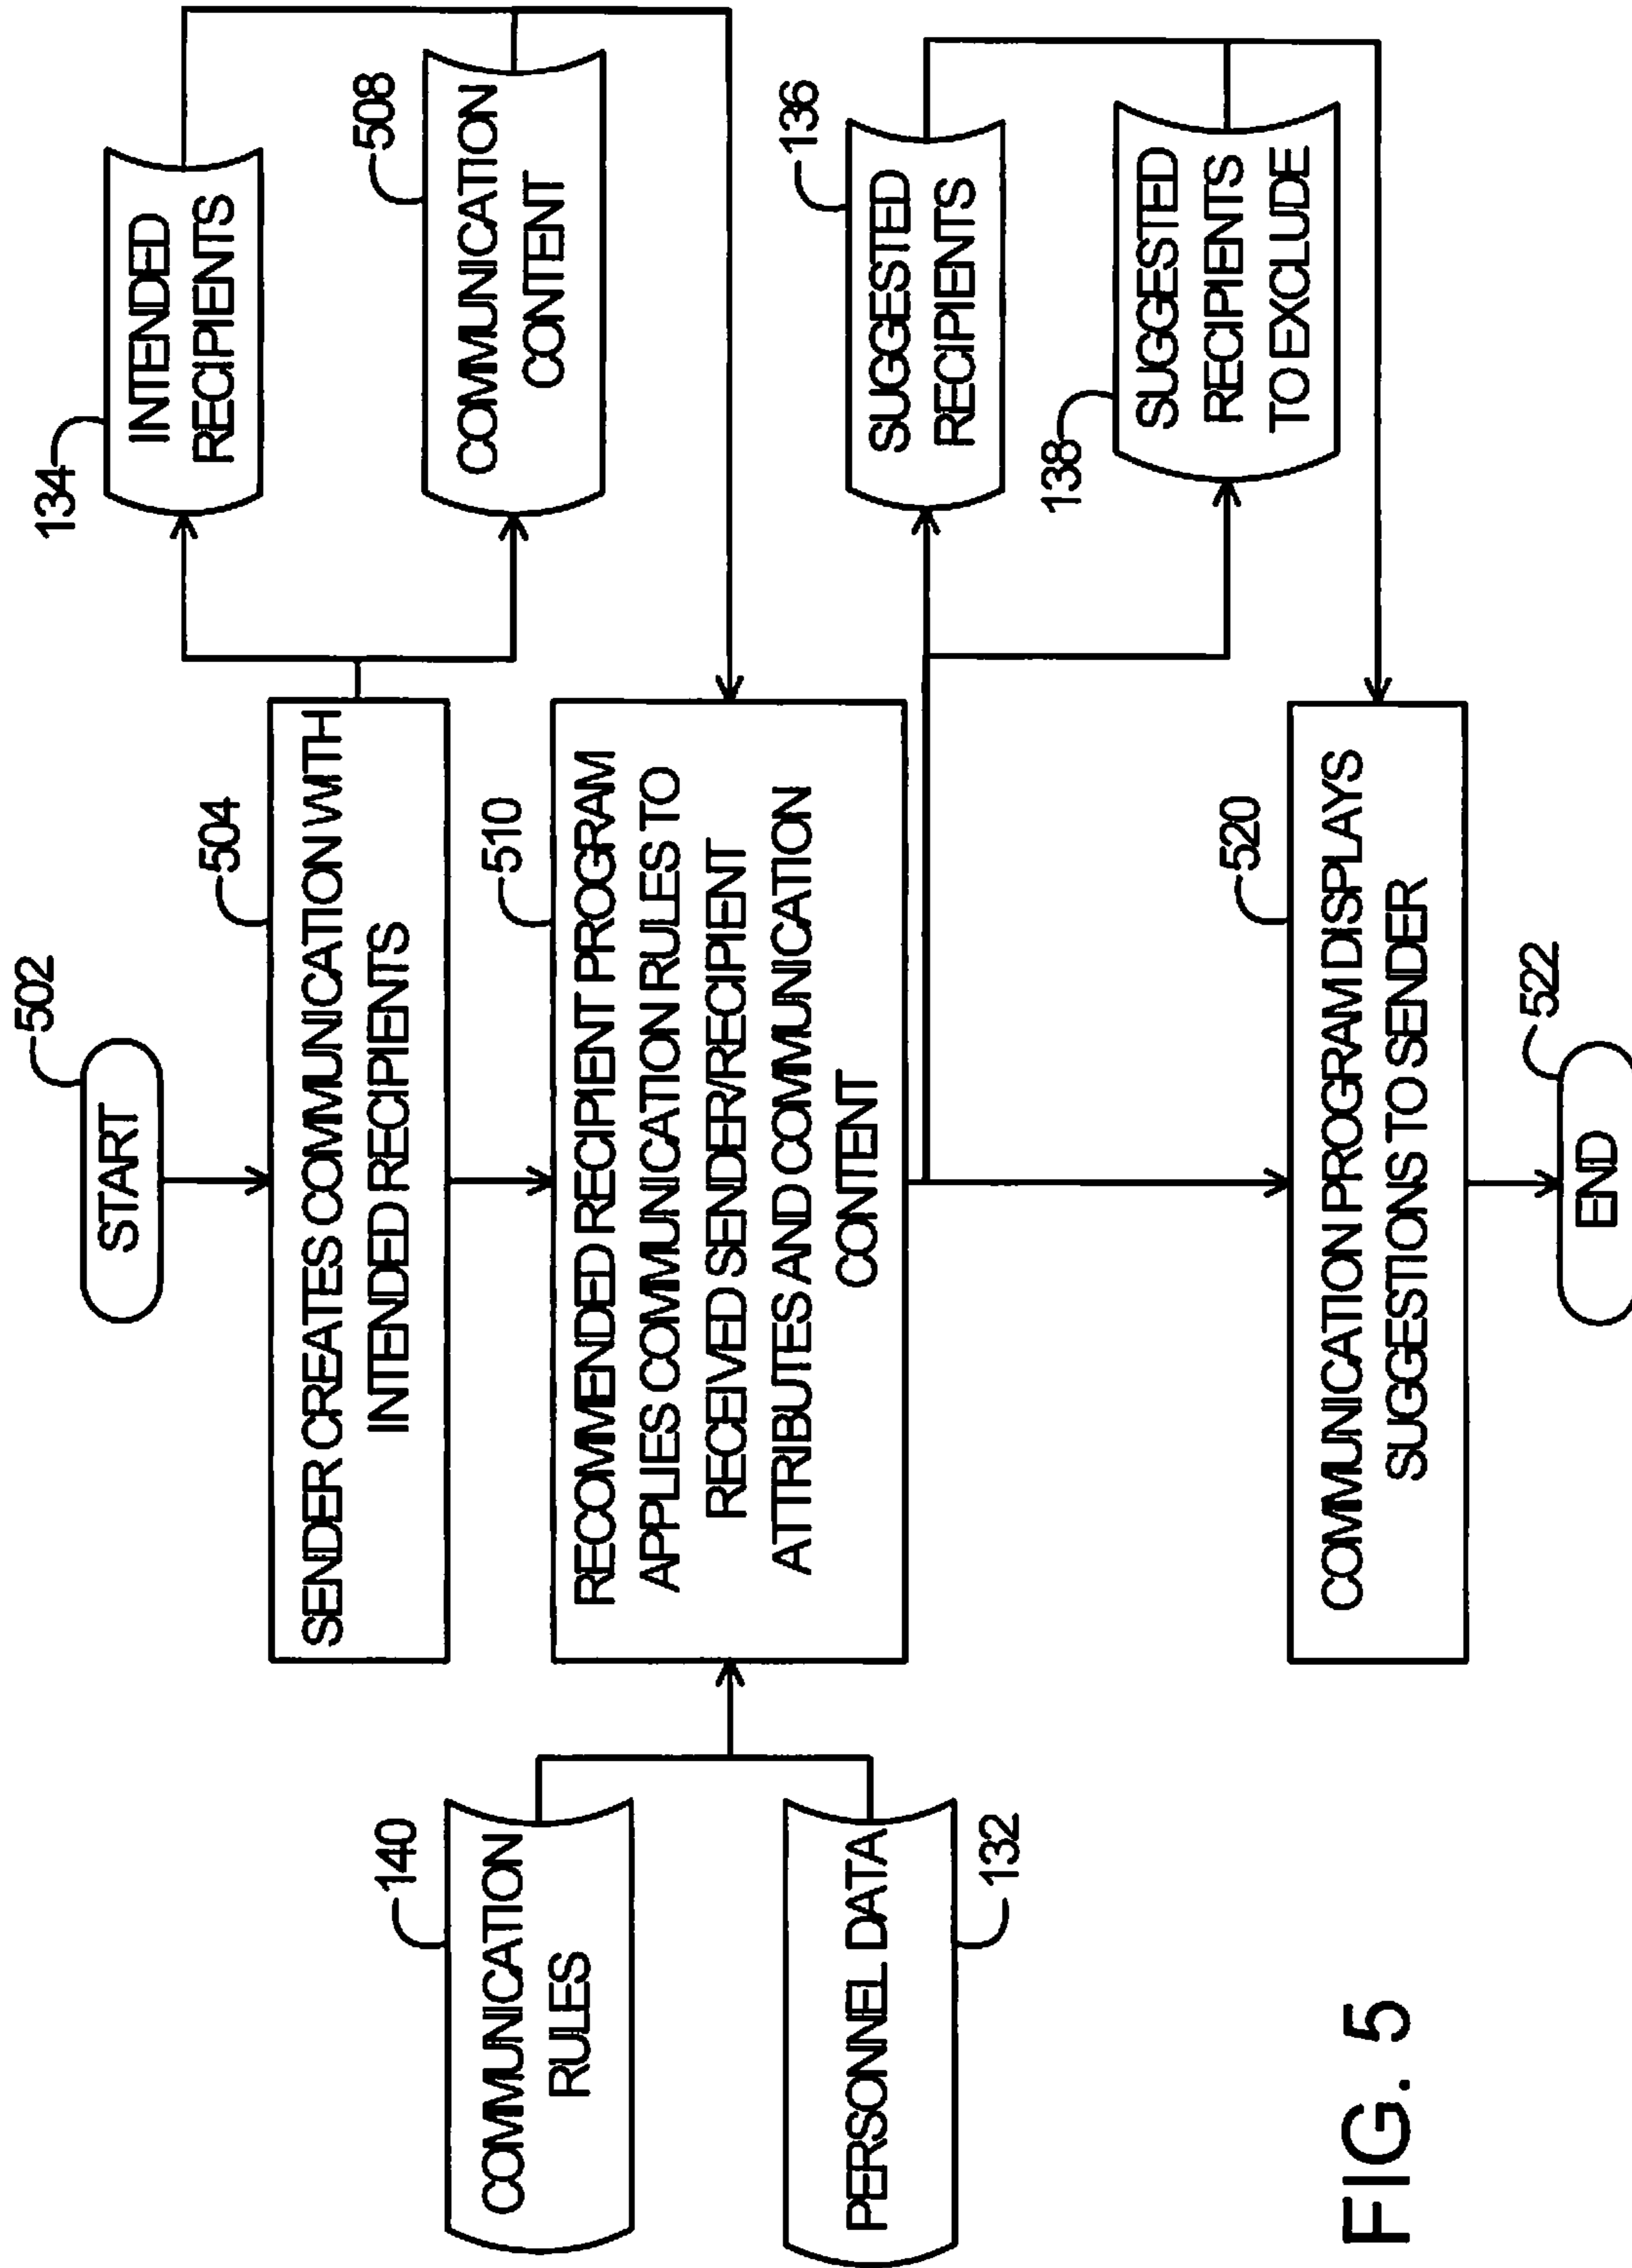 502
START
504
SENDER CREATES COMMUNICATION WITH
INTENDED RECIPIENTS
134
INTENDED
RECIPIENTS
508
COMMUNICATION
CONTENT
140
COMMUNICATION
RULES
PERSONNEL DATA
132
510
RECOMMENDED RECIPIENT PROGRAM
APPLIES COMMUNICATION RULES TO
RECEIVED SENDER/RECIPIENT
ATTRIBUTES AND COMMUNICATION
CONTENT
136
SUGGESTED
RECIPIENTS
138
SUGGESTED
RECIPIENTS
TO EXCLUDE
520
COMMUNICATION PROGRAM DISPLAYS
SUGGESTIONS TO SENDER
522
END
FIG. 5